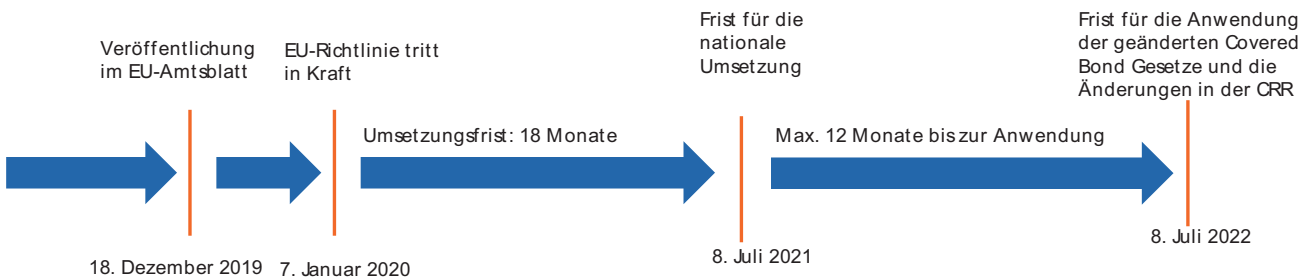 Veröffentlichung
im EU-Amtsblatt
EU-Richtlinie tritt
in Kraft
Frist für die
nationale
Umsetzung
Frist für die Anwendung
der geänderten Covered
Bond Gesetze und die
Änderungen in der CRR
Umsetzungsfrist: 18 Monate
Max. 12 Monate bis zur Anwendung
18. Dezember 2019
7. Januar 2020
8. Juli 2021
8. Juli 2022